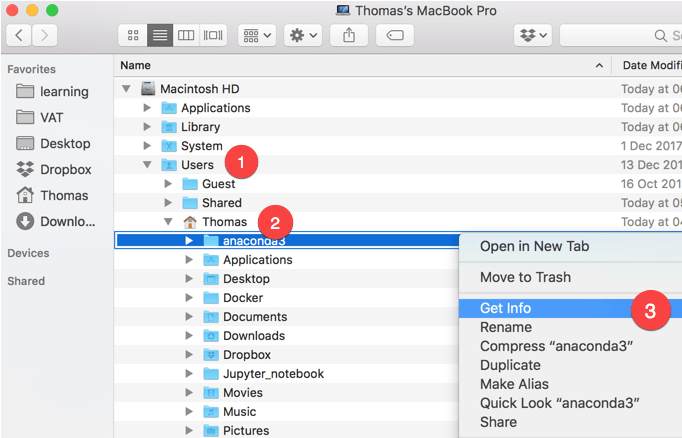 Thomas's MacBook Pro
Name
Date Modifi
Favorites
learning
VAT
Desktop
Dropbox
Thomas
Downlo...
Devices
Shared
Macintosh HD
Today at 0
Applications
Today at 0
Library
Today at 0
System
1 Dec 2017
Users
1
13 Dec 201
Guest
16 Oct 201
Shared
Today at 05
Thomas
2
Today at 04
anaconda3
Applications
Desktop
Docker
Documents
Downloads
Dropbox
Jupyter_notebook
Movies
Music
Pictures
Open in New Tab
Move to Trash
Get Info
3
Rename
Compress “anaconda3”
Duplicate
Make Alias
Quick Look “anaconda3”
Share